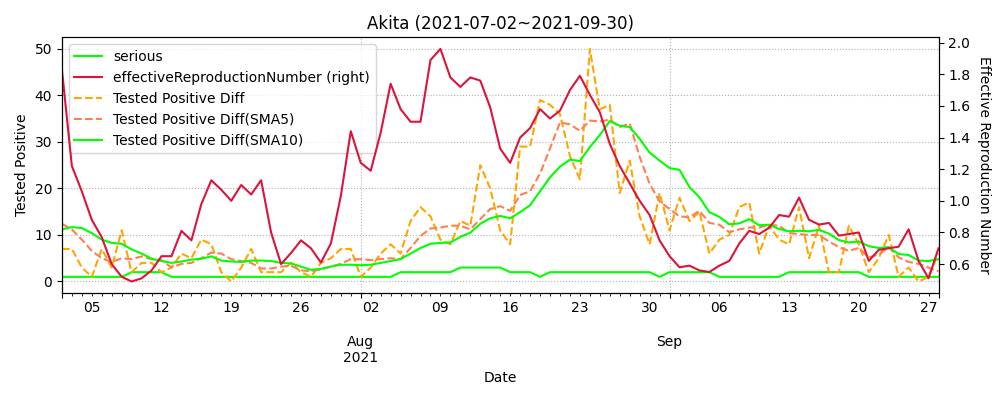 Akita (2021-07-02~2021-09-30)
serious
effectiveReproductionNumber (right)
Tested Positive Diff
Tested Positive Diff(SMA5)
Tested Positive Diff(SMA10)
Tested Positive
50
40
30
20
10
0
2.0
1.8
1.6
1.4
1.2
1.0
0.8
0.6
Effective Reproduction Number
05 12 19 26 02 09 16 23 30 06 13 20 27
Aug Sep
2021
Date